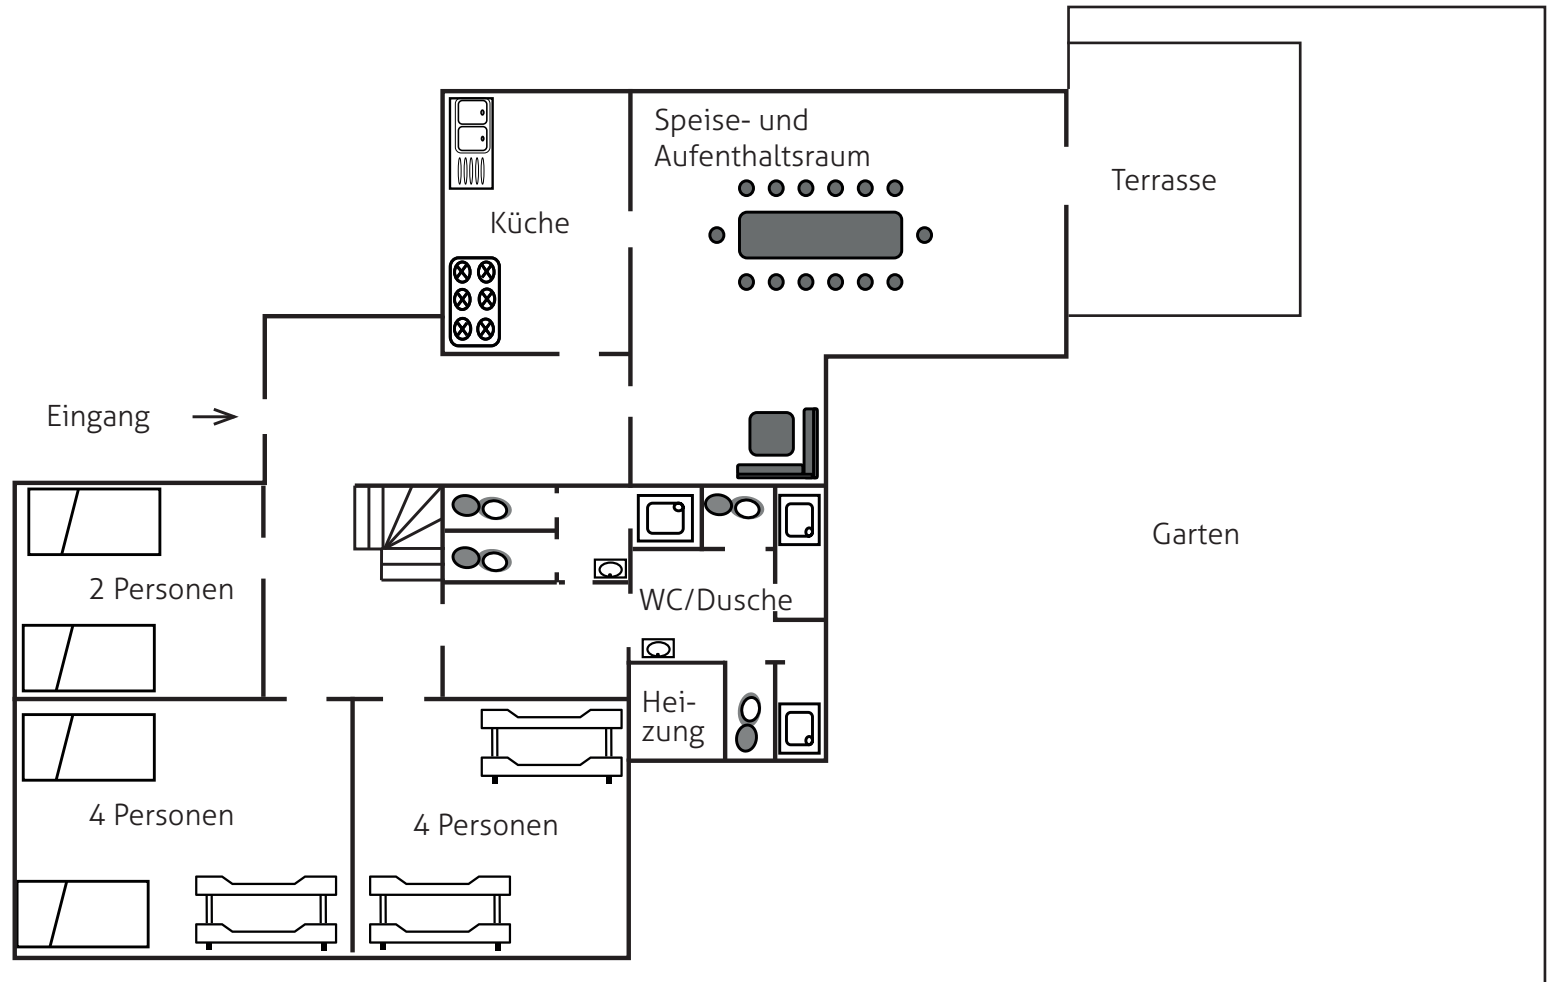 Speise- und
Aufenthaltsraum
Terrasse
Küche
Eingang
Garten
2 Personen
WC/Dusche
Hei-
zung
4 Personen
4 Personen